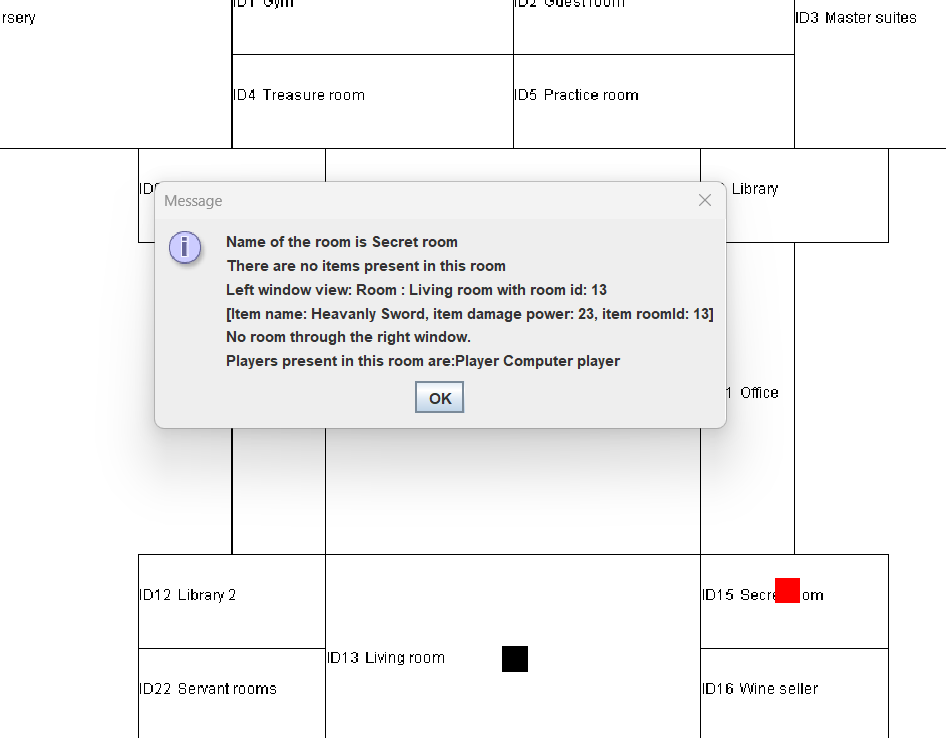 rsery
ID1 Gym
ID2 Guest room
ID3 Master suites
ID4 Treasure room
ID5 Practice room
Library
Message
Name of the room is Secret room
There are no items present in this room
Left window view: Room : Living room with room id: 13
[Item name: Heavanly Sword, item damage power: 23, item roomId: 13]
No room through the right window.
Players present in this room are:Player Computer player
OK
1 Office
ID12 Library 2
ID15 Secre om
ID13 Living room
ID22 Servant rooms
ID16 Wine seller